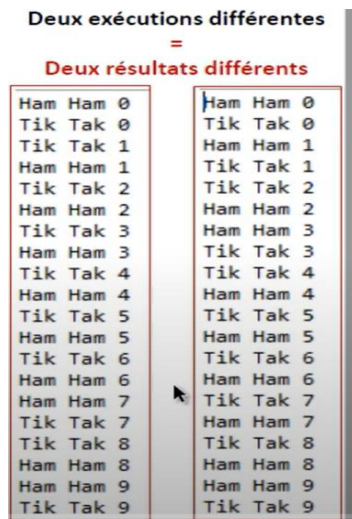 Deux exécutions différentes
=
Deux résultats différents
Ham Ham 0
Tik Tak 0
Tik Tak 1
Ham Ham 1
Tik Tak 2
Ham Ham 2
Tik Tak 3
Ham Ham 3
Tik Tak 4
Ham Ham 4
Tik Tak 5
Ham Ham 5
Tik Tak 6
Ham Ham 6
Ham Ham 7
Tik Tak 7
Tik Tak 8
Ham Ham 8
Ham Ham 9
Tik Tak 9
Ham Ham 0
Tik Tak 0
Ham Ham 1
Tik Tak 1
Tik Tak 2
Ham Ham 2
Ham Ham 3
Tik Tak 3
Tik Tak 4
Ham Ham 4
Tik Tak 5
Ham Ham 5
Tik Tak 6
Ham Ham 6
Tik Tak 7
Ham Ham 7
Tik Tak 8
Ham Ham 8
Ham Ham 9
Tik Tak 9